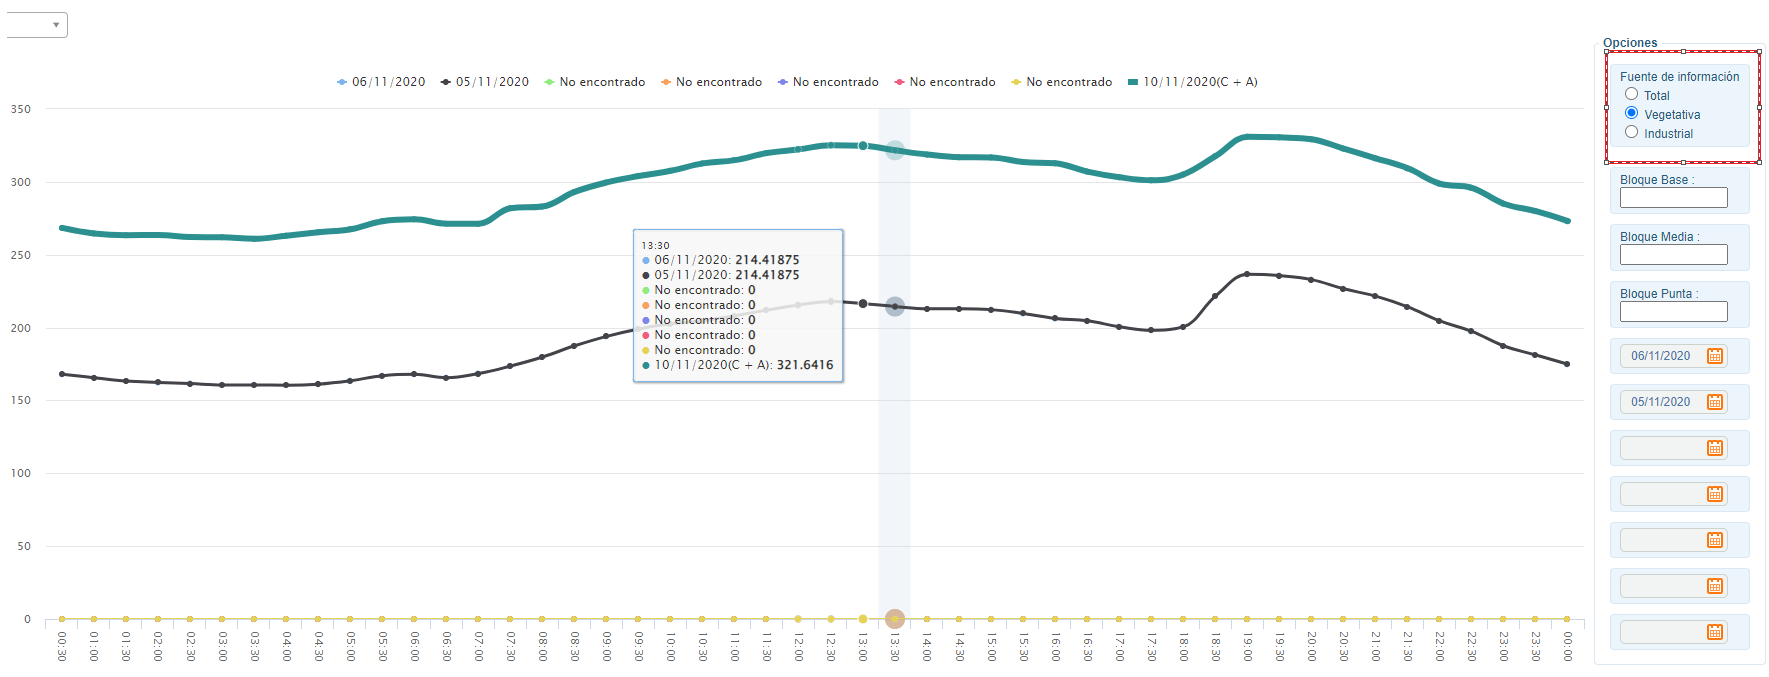 Opciones
06/11/2020 05/11/2020 No encontrado No encontrado No encontrado No encontrado No encontrado 10/11/2020(C + A)
350
300
250
200
150
100
50
0
13:30
06/11/2020: 214.41875
05/11/2020: 214.41875
No encontrado: 0
No encontrado: 0
No encontrado: 0
No encontrado: 0
No encontrado: 0
10/11/2020(C + A): 321.6416
00:30 01:00 01:30 02:00 02:30 03:00 03:30 04:00 04:30 05:00 05:30 06:00 06:30 07:00 07:30 08:00 08:30 09:00 09:30 10:00 10:30 11:00 11:30 12:00 12:30 13:00 13:30 14:00 14:30 15:00 15:30 16:00 16:30 17:00 17:30 18:00 18:30 19:00 19:30 20:00 20:30 21:00 21:30 22:00 22:30 23:00 23:30 00:00
Fuente de información
Total
Vegetativa
Industrial
Bloque Base :
Bloque Media :
Bloque Punta :
06/11/2020
05/11/2020